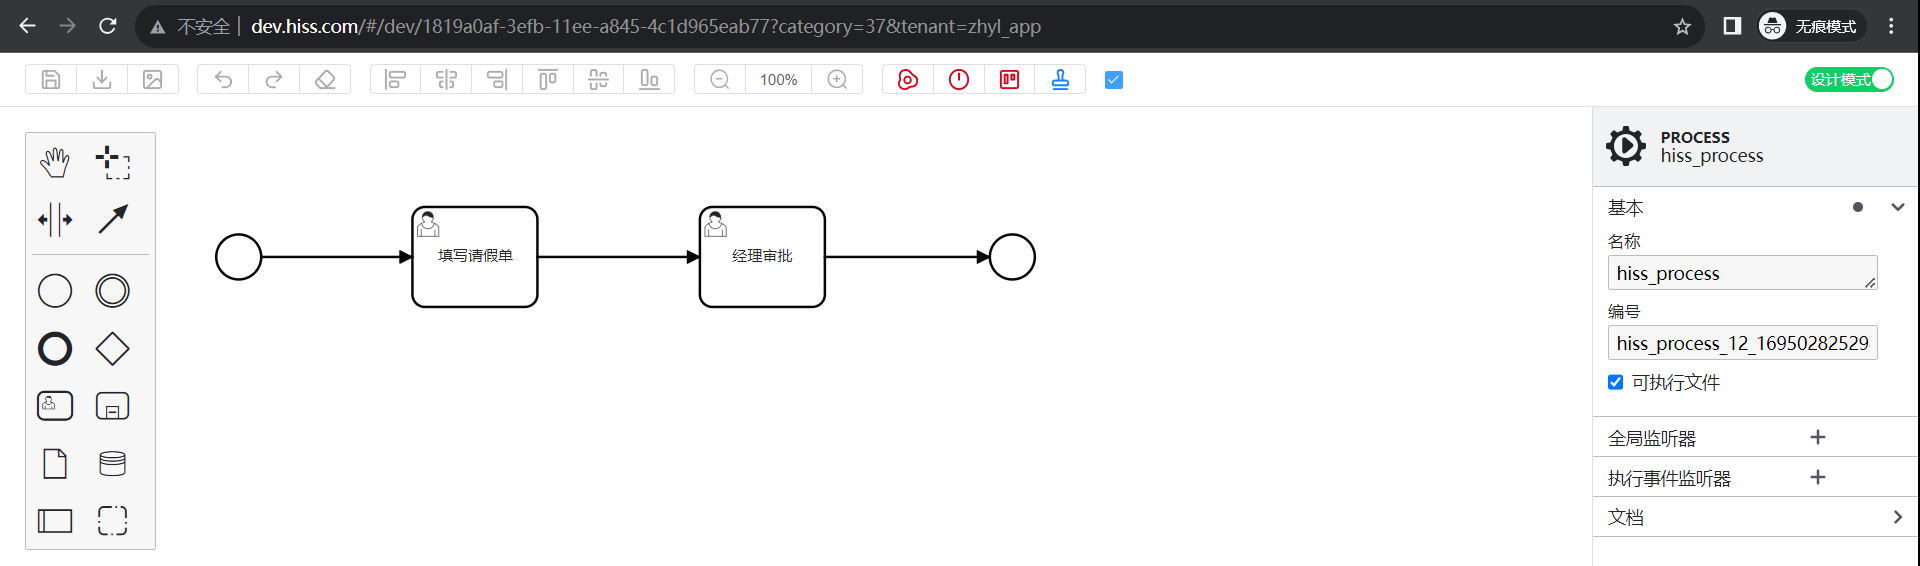 不安全 | dev.hiss.com/#/dev/1819a0af-3efb-11ee-a845-4c1d965eab77?category=37&tenant=zhyl_app
无痕模式
100%
设计模式
PROCESS
hiss_process
基本
名称
hiss_process
编号
hiss_process_12_16950282529
可执行文件
全局监听器
执行事件监听器
文档
填写请假单
经理审批